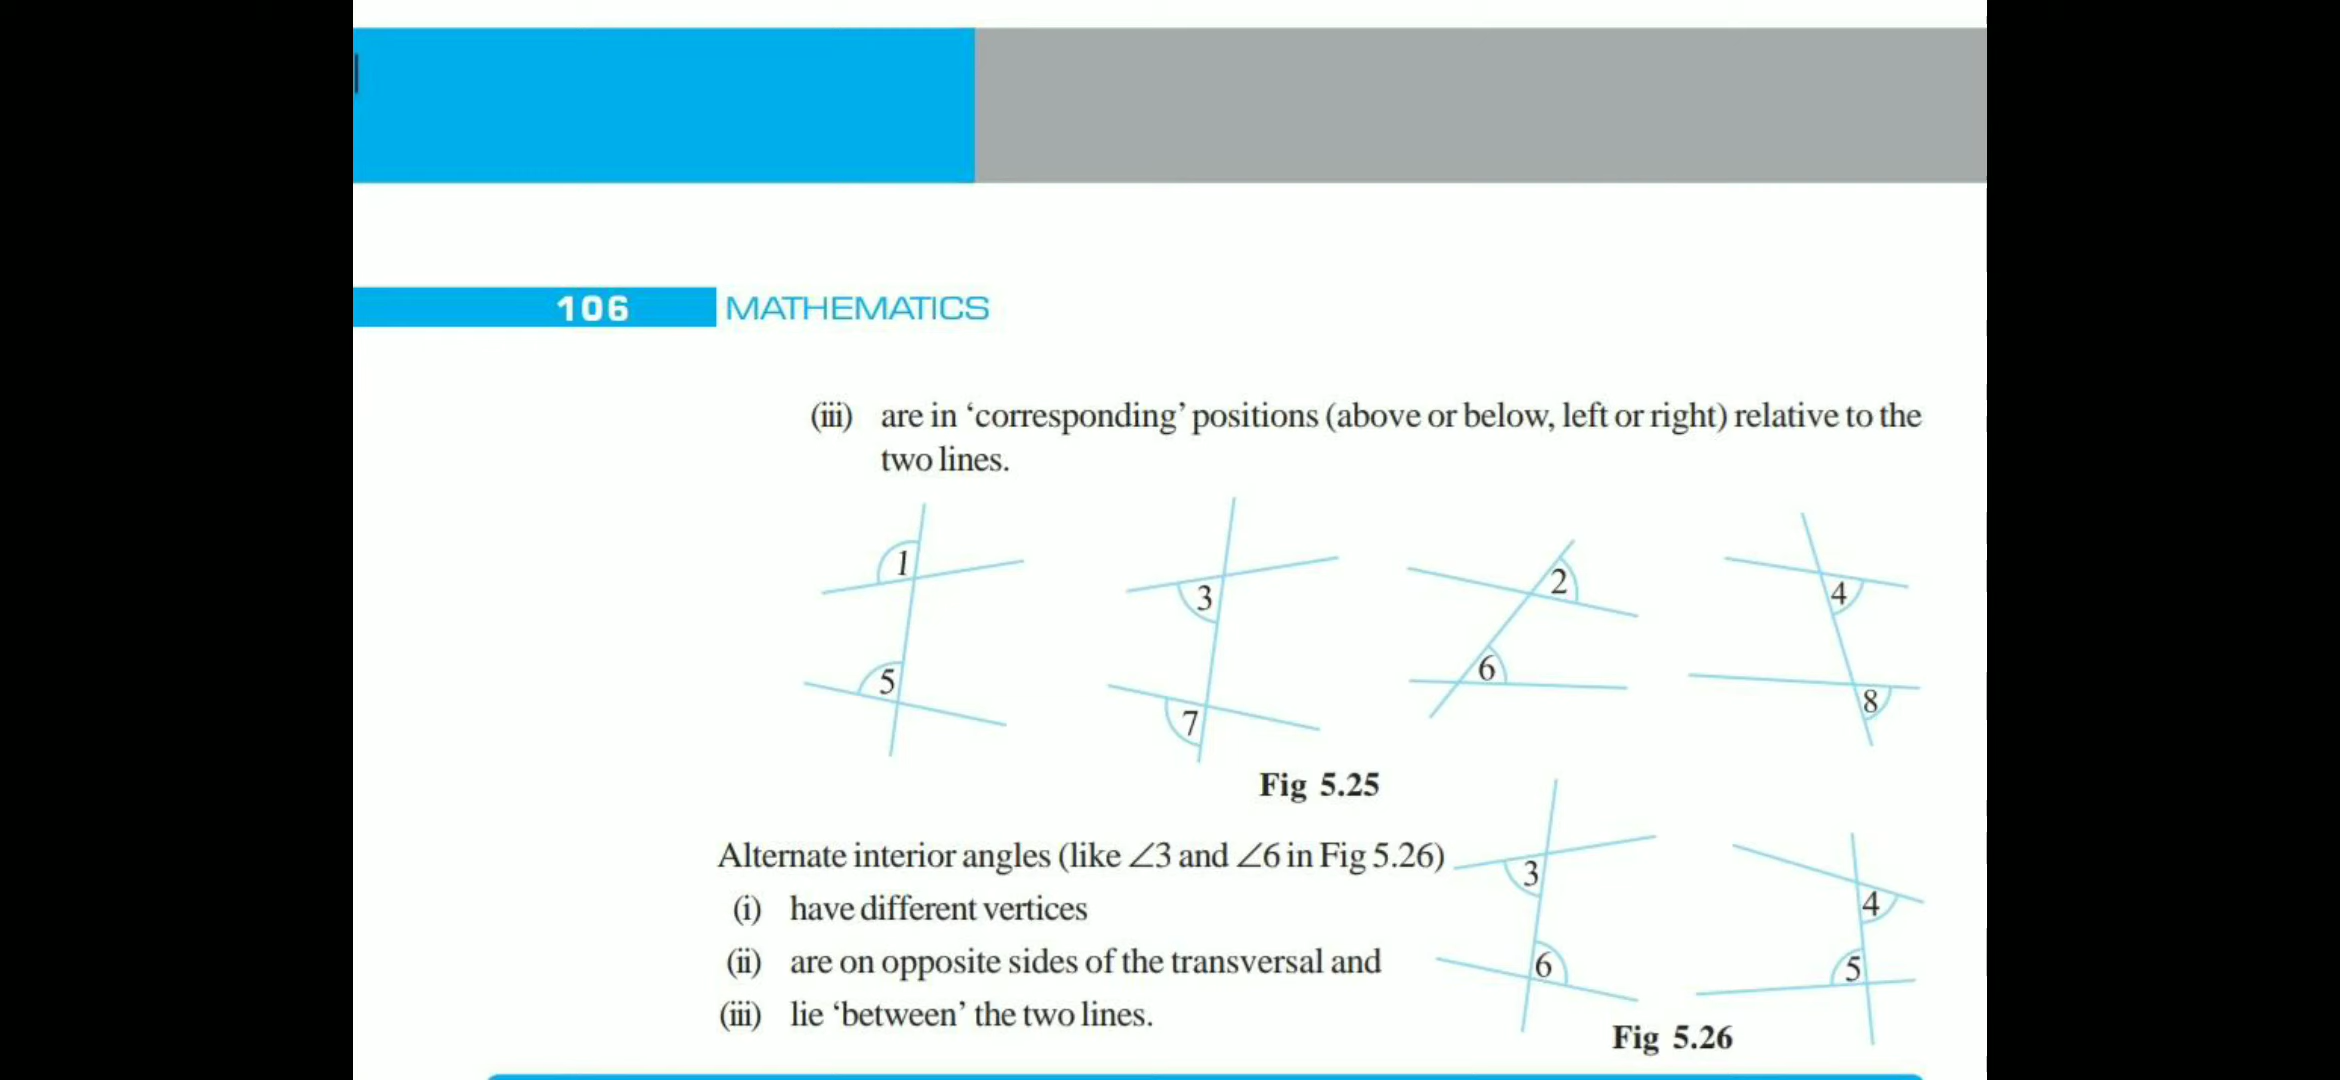 106 MATHEMATICS
(iii) are in ‘corresponding’ positions (above or below, left or right) relative to the
two lines.
1
5
3
7
2
6
4
8
Fig 5.25
Alternate interior angles (like ∠3 and ∠6 in Fig 5.26)
(i) have different vertices
(ii) are on opposite sides of the transversal and
(iii) lie ‘between’ the two lines.
3
6
4
5
Fig 5.26